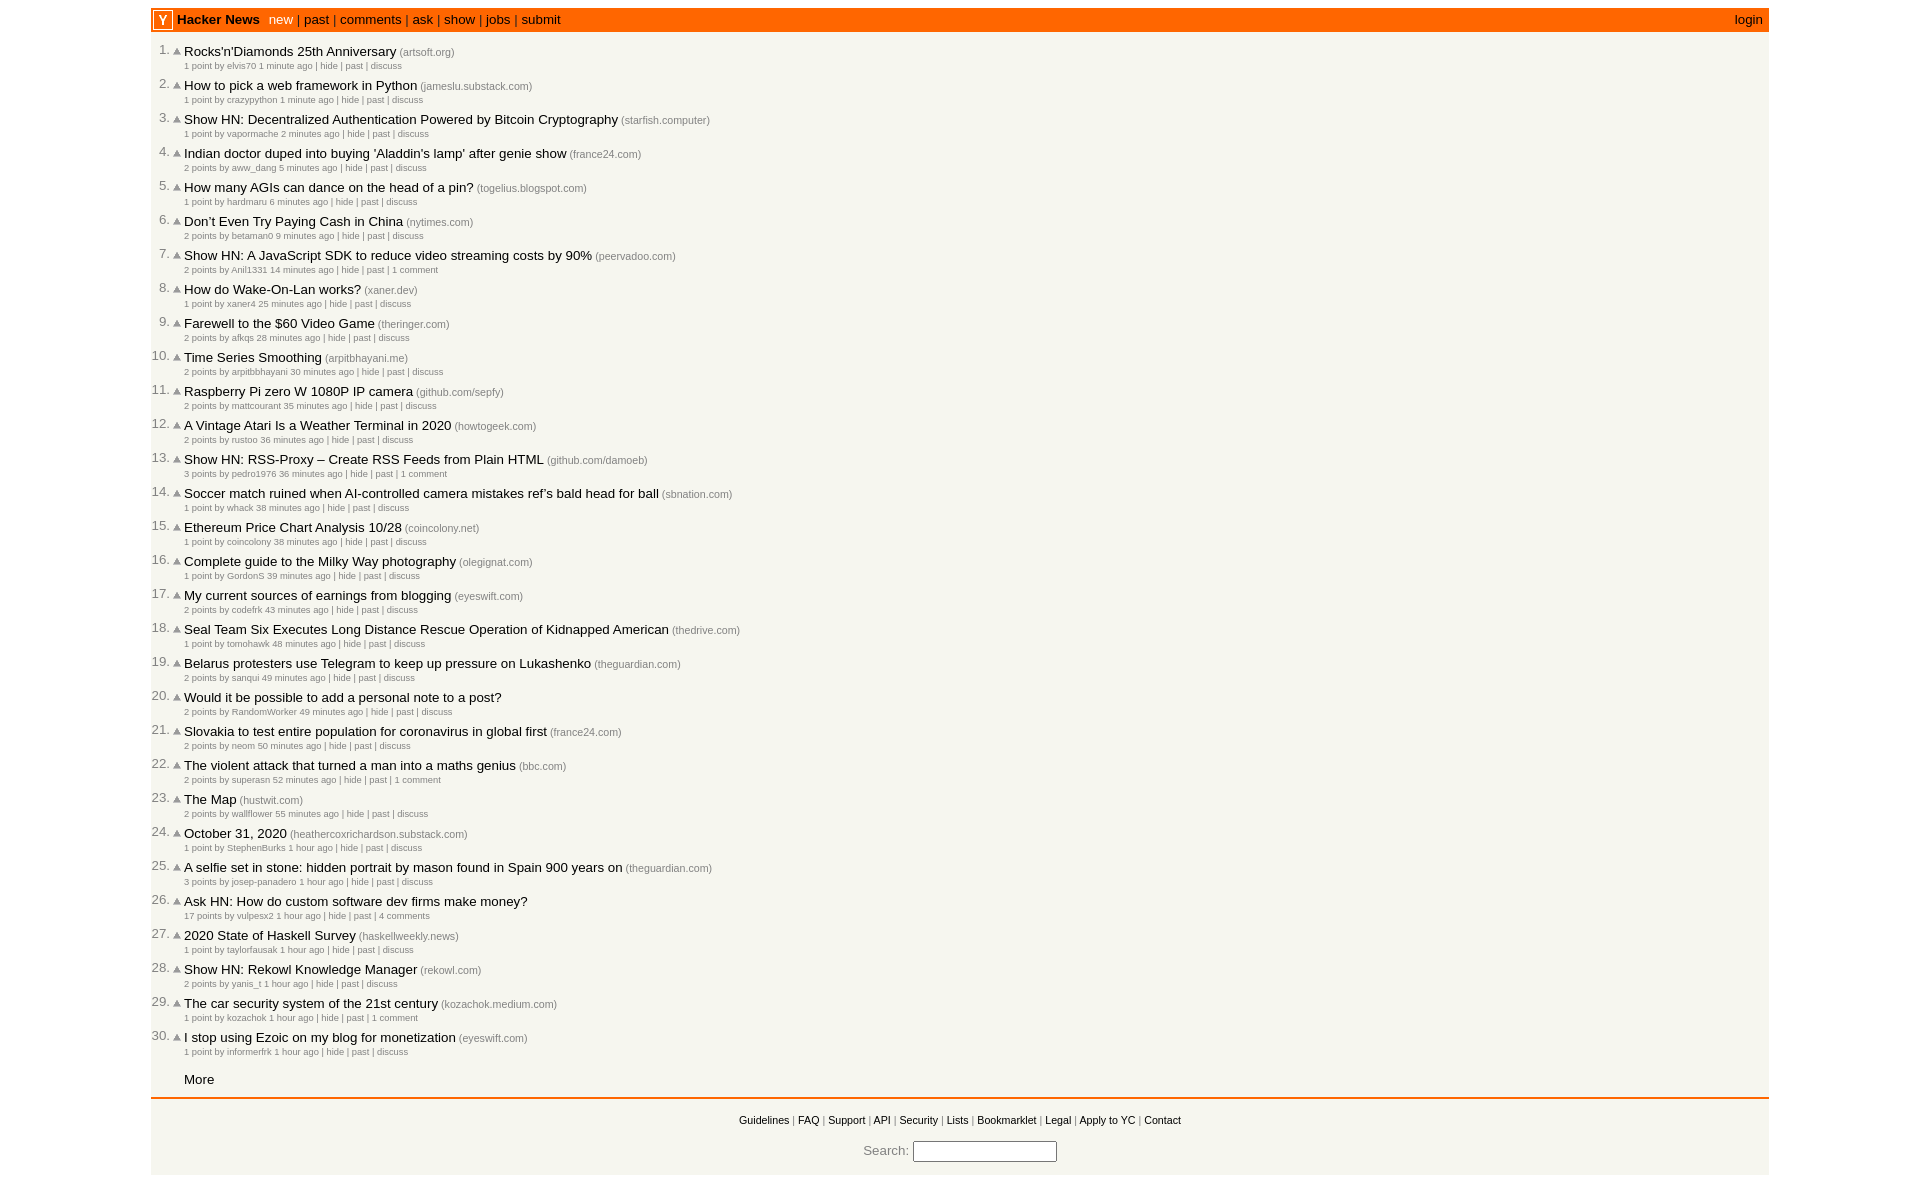 Y Hacker News new | past | comments | ask | show | jobs | submit login
1. Rocks'n'Diamonds 25th Anniversary (artsoft.org)
1 point by elvis70 1 minute ago | hide | past | discuss
2. How to pick a web framework in Python (jameslu.substack.com)
1 point by crazypython 1 minute ago | hide | past | discuss
3. Show HN: Decentralized Authentication Powered by Bitcoin Cryptography (starfish.computer)
1 point by vapormache 2 minutes ago | hide | past | discuss
4. Indian doctor duped into buying 'Aladdin's lamp' after genie show (france24.com)
2 points by aww_dang 5 minutes ago | hide | past | discuss
5. How many AGIs can dance on the head of a pin? (togelius.blogspot.com)
1 point by hardmaru 6 minutes ago | hide | past | discuss
6. Don’t Even Try Paying Cash in China (nytimes.com)
2 points by betaman0 9 minutes ago | hide | past | discuss
7. Show HN: A JavaScript SDK to reduce video streaming costs by 90% (peervadoo.com)
2 points by Anil1331 14 minutes ago | hide | past | 1 comment
8. How do Wake-On-Lan works? (xaner.dev)
1 point by xaner4 25 minutes ago | hide | past | discuss
9. Farewell to the $60 Video Game (theringer.com)
2 points by afkqs 28 minutes ago | hide | past | discuss
10. Time Series Smoothing (arpitbhayani.me)
2 points by arpitbbhayani 30 minutes ago | hide | past | discuss
11. Raspberry Pi zero W 1080P IP camera (github.com/sepfy)
2 points by mattcourant 35 minutes ago | hide | past | discuss
12. A Vintage Atari Is a Weather Terminal in 2020 (howtogeek.com)
2 points by rustoo 36 minutes ago | hide | past | discuss
13. Show HN: RSS-Proxy – Create RSS Feeds from Plain HTML (github.com/damoeb)
3 points by pedro1976 36 minutes ago | hide | past | 1 comment
14. Soccer match ruined when AI-controlled camera mistakes ref’s bald head for ball (sbnation.com)
1 point by whack 38 minutes ago | hide | past | discuss
15. Ethereum Price Chart Analysis 10/28 (coincolony.net)
1 point by coincolony 38 minutes ago | hide | past | discuss
16. Complete guide to the Milky Way photography (olegignat.com)
1 point by GordonS 39 minutes ago | hide | past | discuss
17. My current sources of earnings from blogging (eyeswift.com)
2 points by codefrk 43 minutes ago | hide | past | discuss
18. Seal Team Six Executes Long Distance Rescue Operation of Kidnapped American (thedrive.com)
1 point by tomohawk 48 minutes ago | hide | past | discuss
19. Belarus protesters use Telegram to keep up pressure on Lukashenko (theguardian.com)
2 points by sanqui 49 minutes ago | hide | past | discuss
20. Would it be possible to add a personal note to a post?
2 points by RandomWorker 49 minutes ago | hide | past | discuss
21. Slovakia to test entire population for coronavirus in global first (france24.com)
2 points by neom 50 minutes ago | hide | past | discuss
22. The violent attack that turned a man into a maths genius (bbc.com)
2 points by superasn 52 minutes ago | hide | past | 1 comment
23. The Map (hustwit.com)
2 points by wallflower 55 minutes ago | hide | past | discuss
24. October 31, 2020 (heathercoxrichardson.substack.com)
1 point by StephenBurks 1 hour ago | hide | past | discuss
25. A selfie set in stone: hidden portrait by mason found in Spain 900 years on (theguardian.com)
3 points by josep-panadero 1 hour ago | hide | past | discuss
26. Ask HN: How do custom software dev firms make money?
17 points by vulpesx2 1 hour ago | hide | past | 4 comments
27. 2020 State of Haskell Survey (haskellweekly.news)
1 point by taylorfausak 1 hour ago | hide | past | discuss
28. Show HN: Rekowl Knowledge Manager (rekowl.com)
2 points by yanis_t 1 hour ago | hide | past | discuss
29. The car security system of the 21st century (kozachok.medium.com)
1 point by kozachok 1 hour ago | hide | past | 1 comment
30. I stop using Ezoic on my blog for monetization (eyeswift.com)
1 point by informerfrk 1 hour ago | hide | past | discuss
More
Guidelines | FAQ | Support | API | Security | Lists | Bookmarklet | Legal | Apply to YC | Contact
Search: